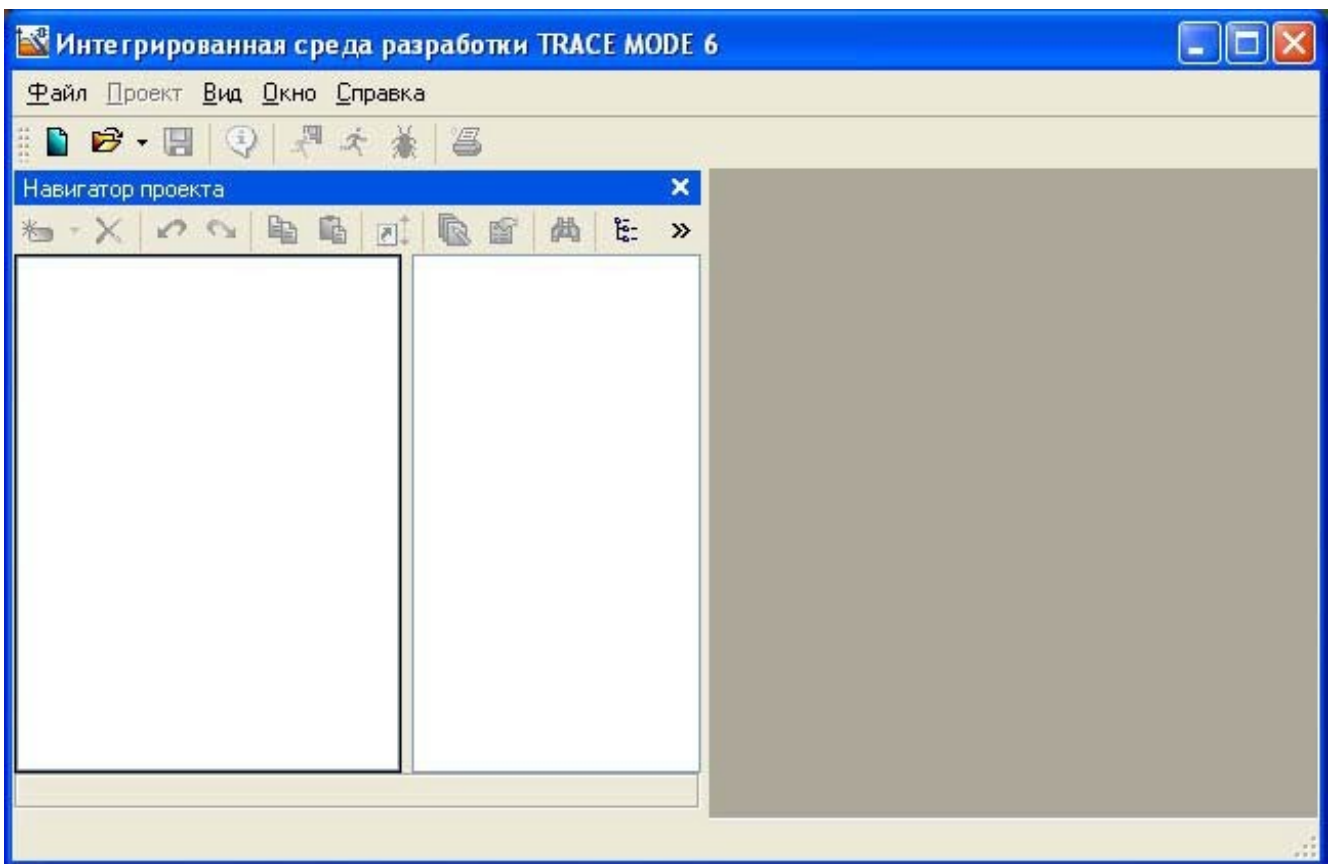 Интегрированная среда разработки TRACE MODE 6
Файл Проект Вид Окно Справка
Навигатор проекта